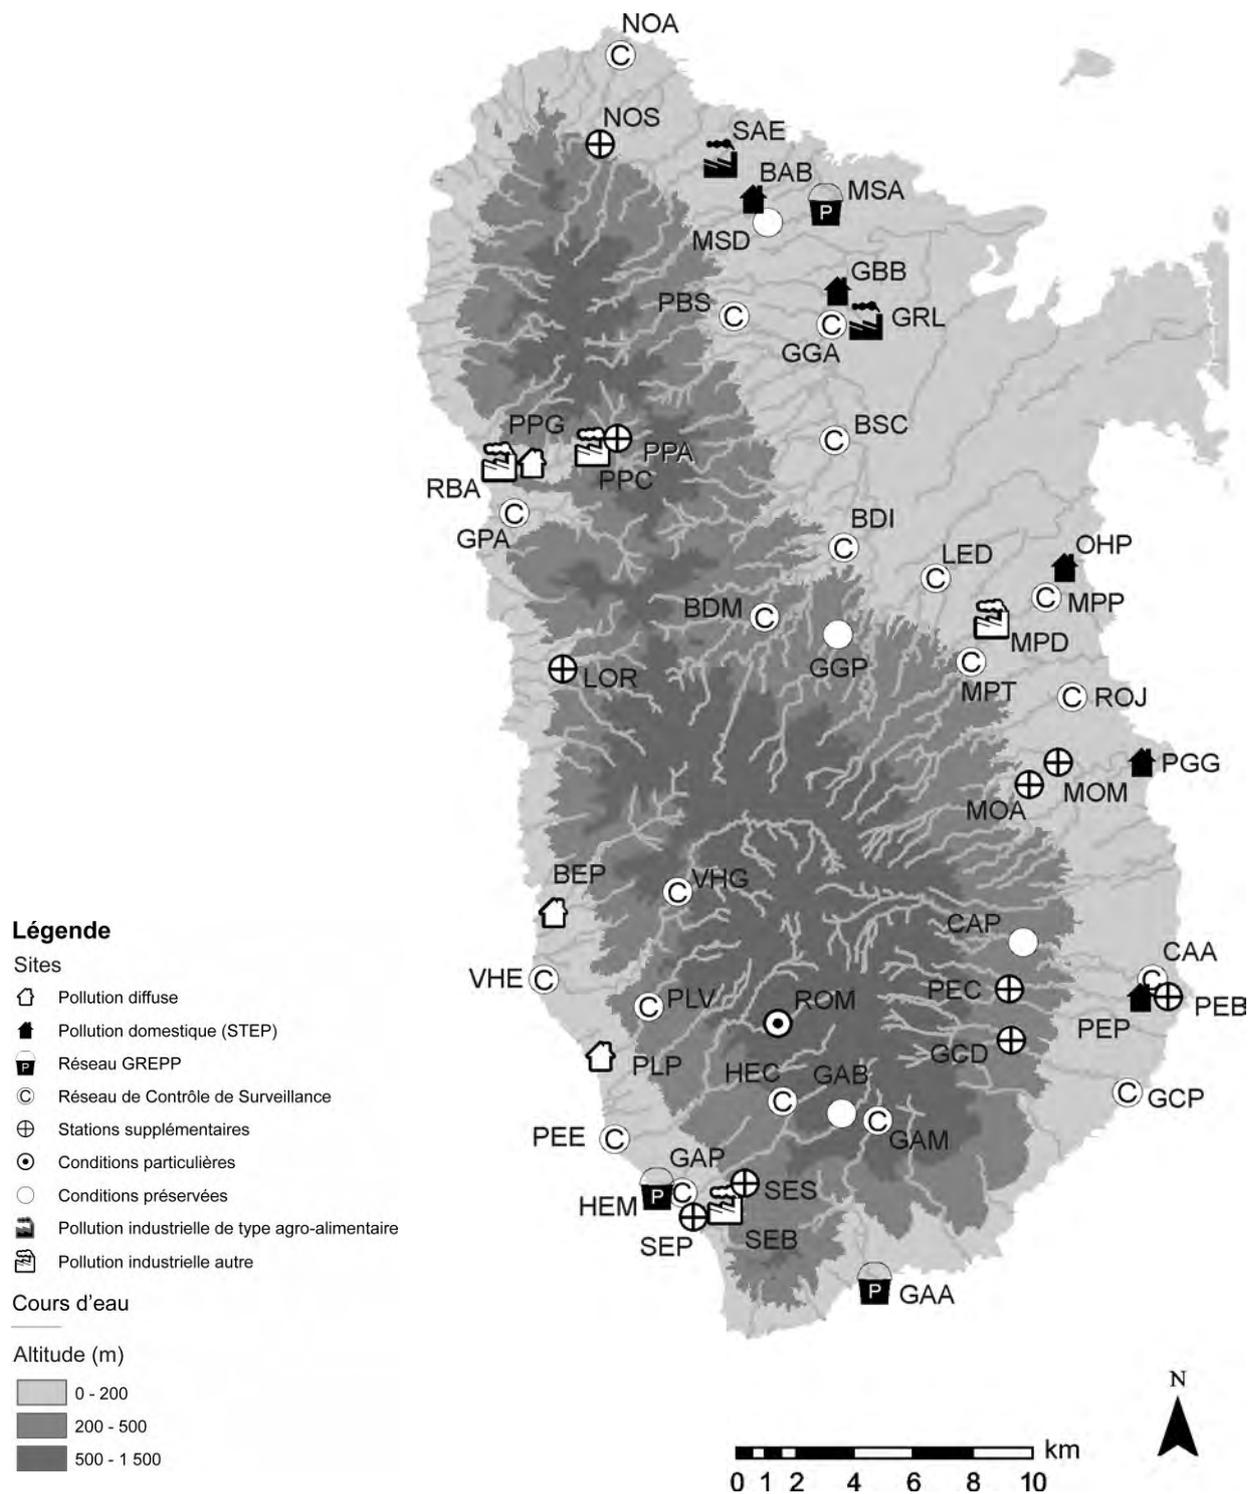 NOA
NOS
SAE
BAB
MSA
P
MSD
GBB
PBS
C
GRL
GGA
BSC
PPG
PPA
PPC
RBA
GPA
BDI
LED
OHP
BDM
MPP
MPD
GGP
LOR
MPT
ROJ
PGG
MOM
MOA
BEP
VHG
CAP
CAA
VHE
PLV
ROM
PEC
PEB
PEP
PLP
HEC
GAB
GCD
GCP
PEE
GAM
GAP
HEM
P
SES
SEP
SEB
P
GAA
Légende
Sites
Pollution diffuse
Pollution domestique (STEP)
P Réseau GREPP
C Réseau de Contrôle de Surveillance
Stations supplémentaires
Conditions particulières
Conditions préservées
Pollution industrielle de type agro-alimentaire
Pollution industrielle autre
Cours d'eau
Altitude (m)
0 - 200
200 - 500
500 - 1 500
N
km
0 1 2 4 6 8 10